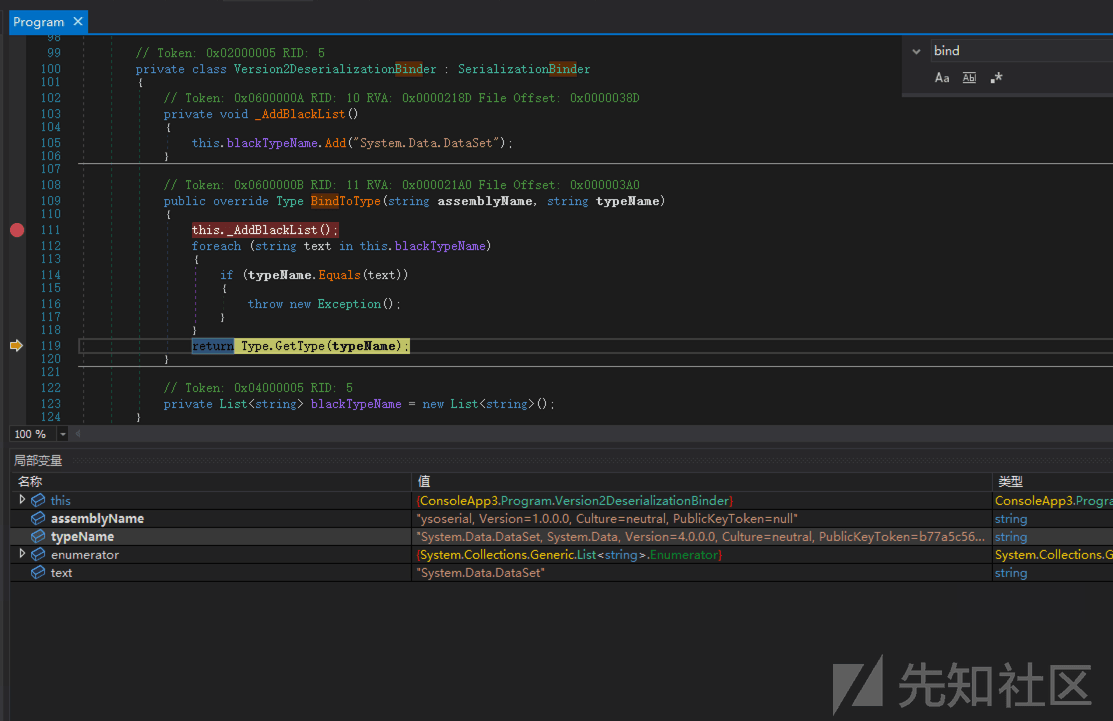 Program ×
98
99 // Token: 0x02000005 RID: 5
100 private class Version2DeserializationBinder : SerializationBinder
101 {
102 // Token: 0x0600000A RID: 10 RVA: 0x0000218D File Offset: 0x0000038D
103 private void _AddBlackList()
104 {
105 this.blackTypeName.Add("System.Data.DataSet");
106 }
107
108 // Token: 0x0600000B RID: 11 RVA: 0x000021A0 File Offset: 0x000003A0
109 public override Type BindToType(string assemblyName, string typeName)
110 {
111 this._AddBlackList();
112 foreach (string text in this.blackTypeName)
113 {
114 if (typeName.Equals(text))
115 {
116 throw new Exception();
117 }
118 }
119 return Type.GetType(typeName);
120 }
121
122 // Token: 0x04000005 RID: 5
123 private List<string> blackTypeName = new List<string>();
124 }
bind
Aa Ab .*
100 %
局部变量
名称 值 类型
this {ConsoleApp3.Program.Version2DeserializationBinder} ConsoleApp3.Progra
assemblyName "ysoserial, Version=1.0.0.0, Culture=neutral, PublicKeyToken=null" string
typeName "System.Data.DataSet, System.Data, Version=4.0.0.0, Culture=neutral, PublicKeyToken=b77a5c56... string
enumerator {System.Collections.Generic.List<string>.Enumerator} System.Collections.G
text "System.Data.DataSet" string
先知社区